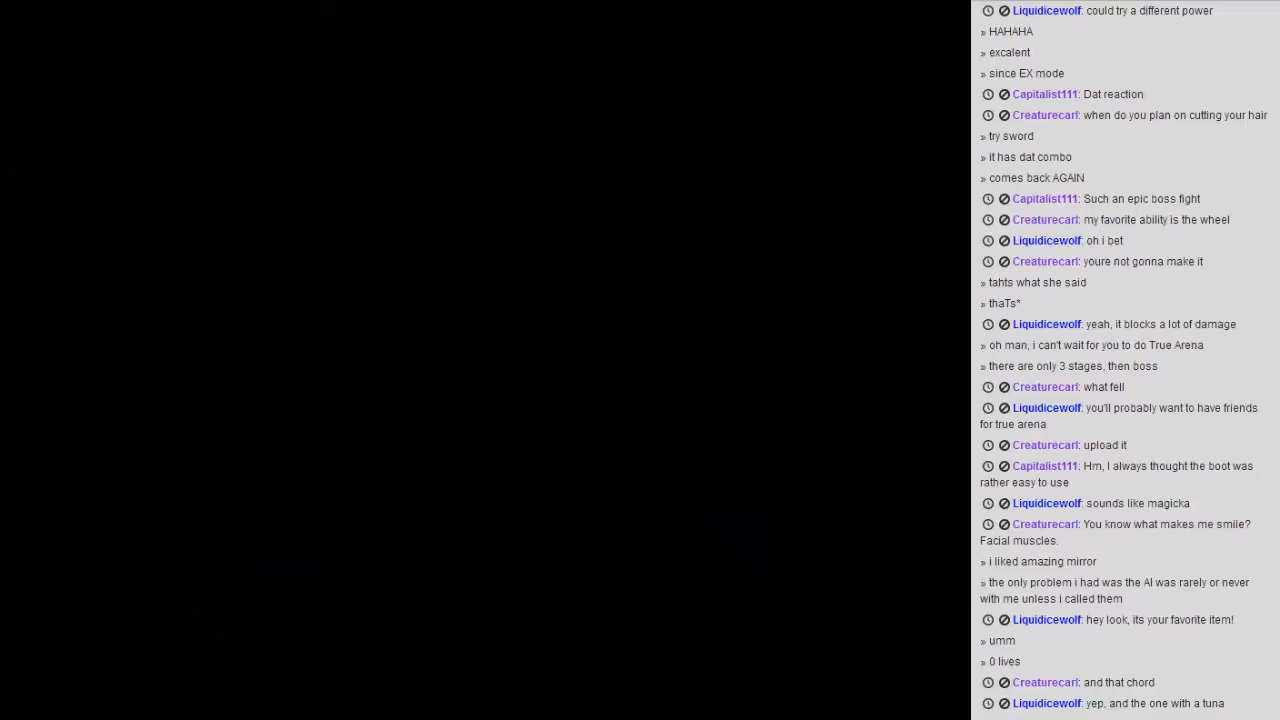 Liquidicewolf: could try a different power
» HAHAHA
» excalent
» since EX mode
Capitalist111: Dat reaction
Creaturecarl: when do you plan on cutting your hair
» try sword
» it has dat combo
» comes back AGAIN
Capitalist111: Such an epic boss fight
Creaturecarl: my favorite ability is the wheel
Liquidicewolf: oh i bet
Creaturecarl: youre not gonna make it
» tahts what she said
» thaTs*
Liquidicewolf: yeah, it blocks a lot of damage
» oh man, i can't wait for you to do True Arena
» there are only 3 stages, then boss
Creaturecarl: what fell
Liquidicewolf: you'll probably want to have friends
for true arena
Creaturecarl: upload it
Capitalist111: Hm, I always thought the boot was
rather easy to use
Liquidicewolf: sounds like magicka
Creaturecarl: You know what makes me smile?
Facial muscles.
» i liked amazing mirror
» the only problem i had was the AI was rarely or never
with me unless i called them
Liquidicewolf: hey look, its your favorite item!
» umm
» 0 lives
Creaturecarl: and that chord
Liquidicewolf: yep, and the one with a tuna